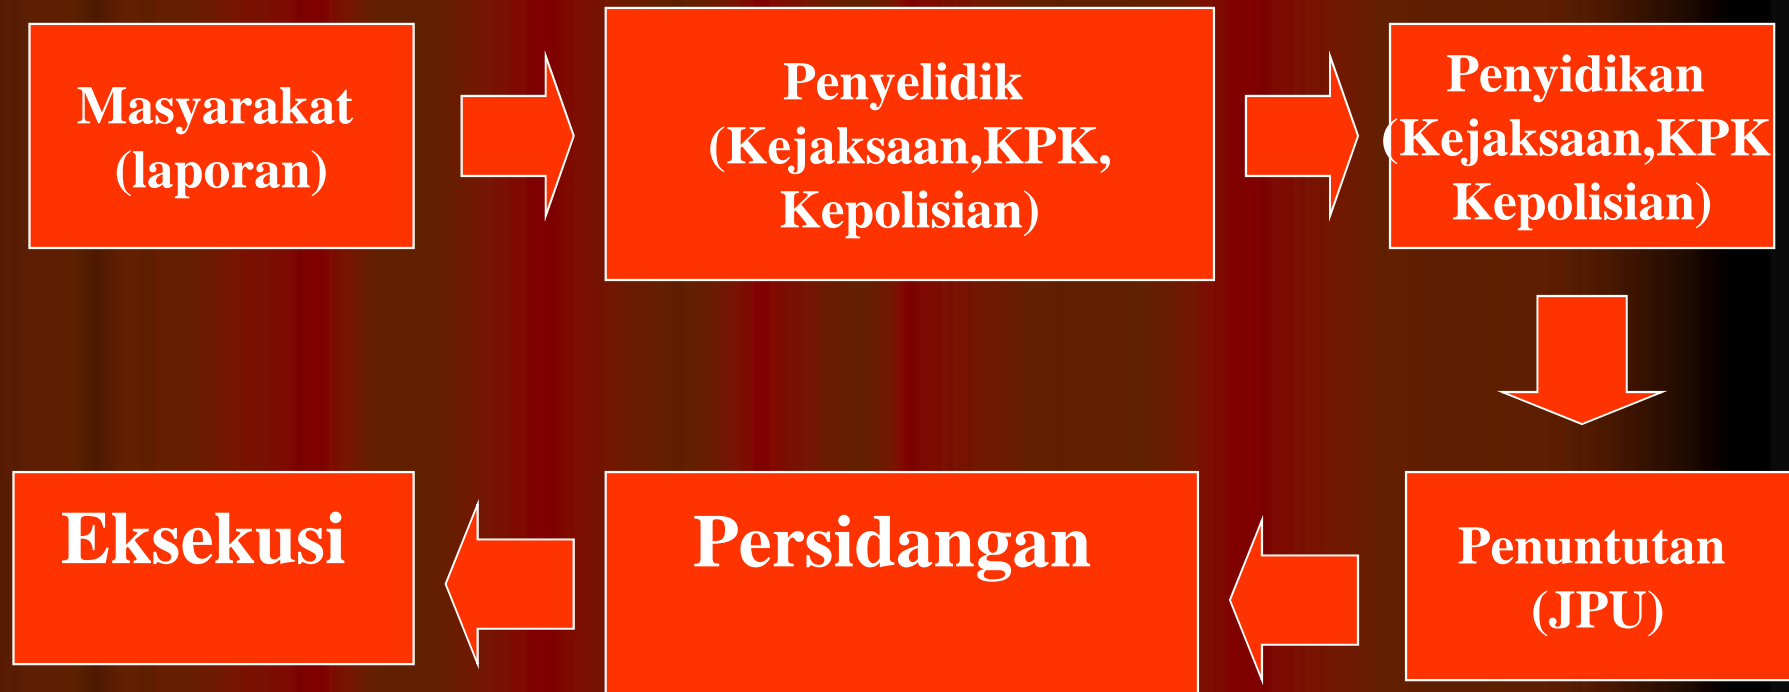 Masyarakat
(laporan)
Penyelidik
(Kejaksaan,KPK,
Kepolisian)
Penyidikan
(Kejaksaan,KPK
Kepolisian)
Penuntutan
(JPU)
Persidangan
Eksekusi